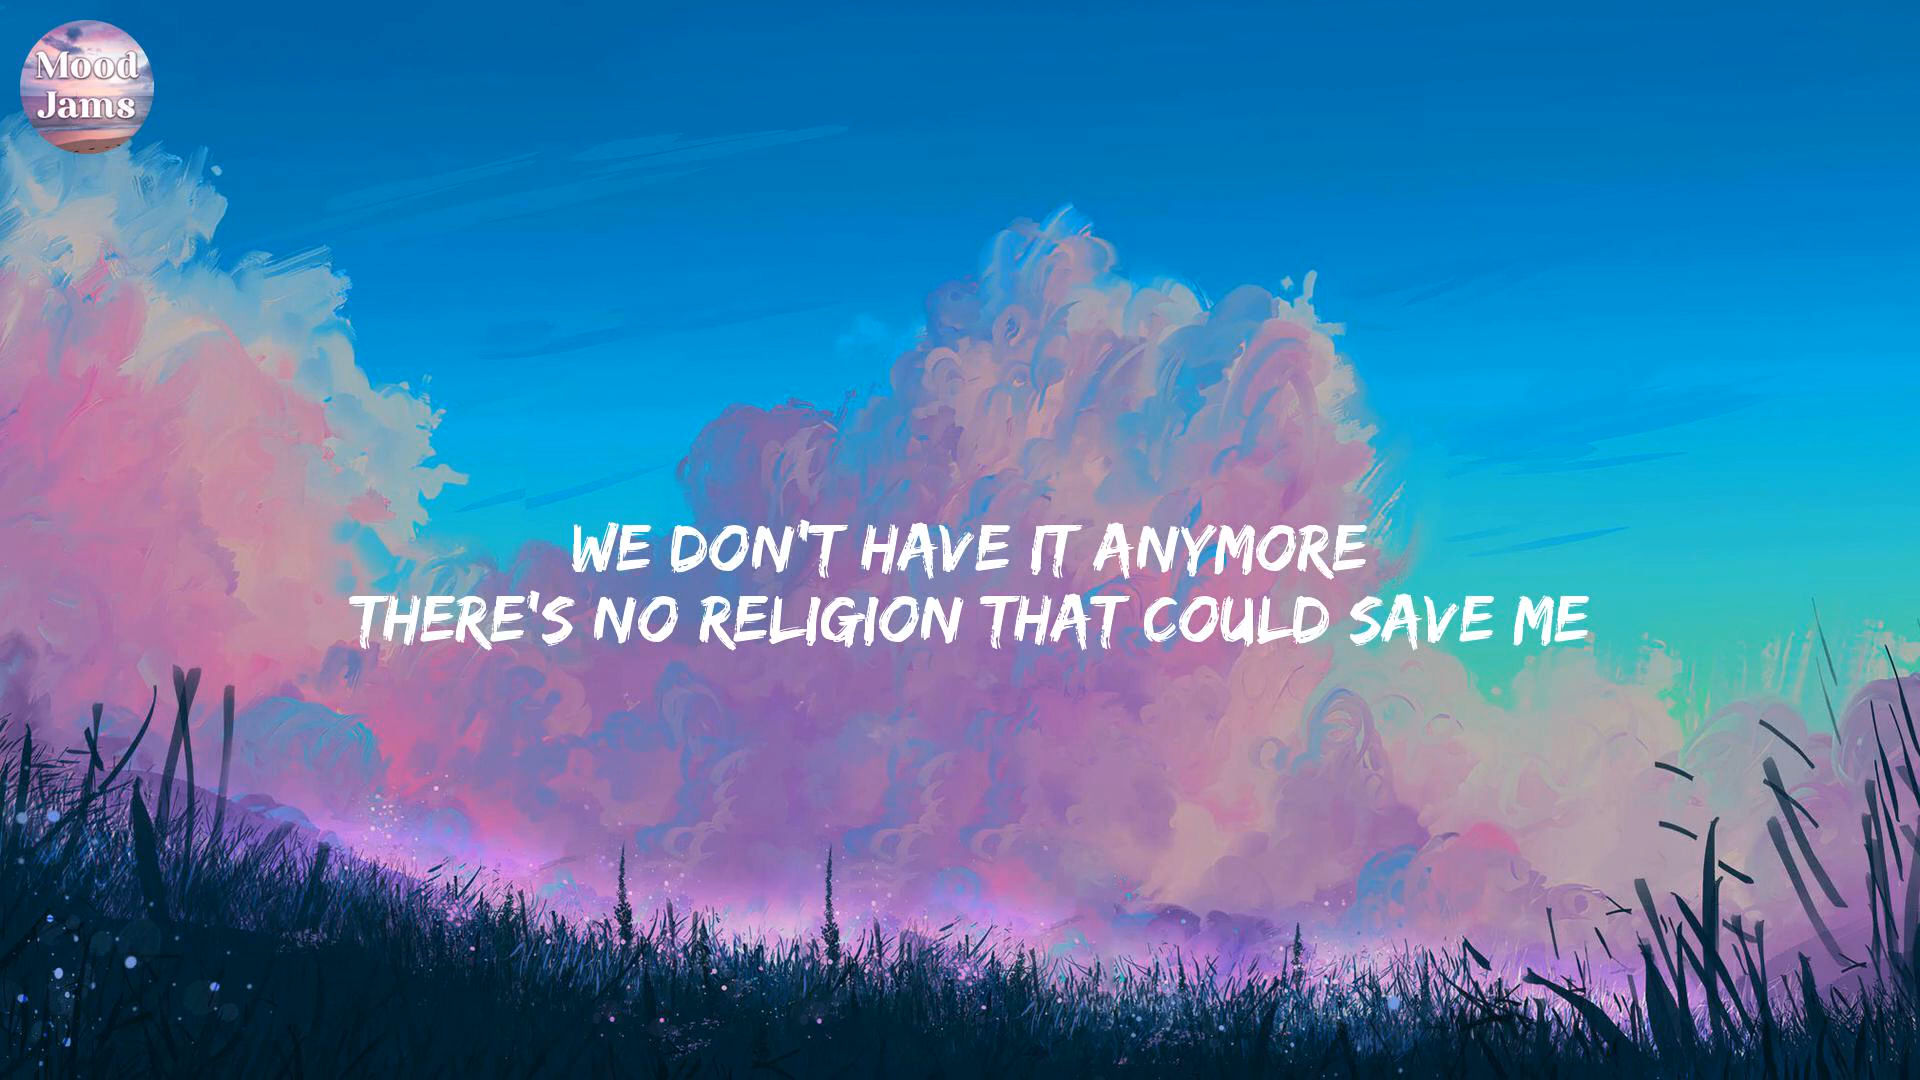 Mood
Jams
WE DON'T HAVE IT ANYMORE
THERE'S NO RELIGION THAT COULD SAVE ME